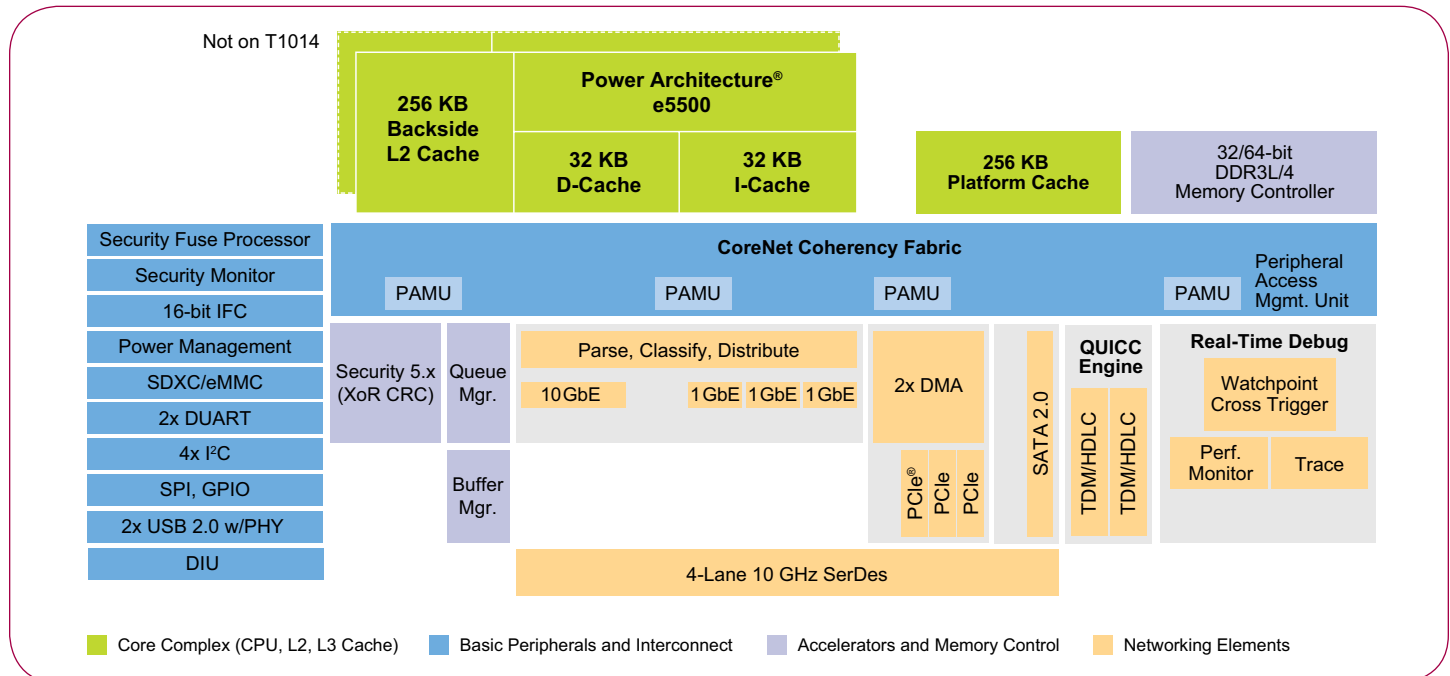 Not on T1014
Power Architecture®
e5500
256 KB
Backside
L2 Cache
32 KB
D-Cache
32 KB
I-Cache
256 KB
Platform Cache
32/64-bit
DDR3L/4
Memory Controller
Security Fuse Processor
Security Monitor
16-bit IFC
Power Management
SDXC/eMMC
2x DUART
4x I²C
SPI, GPIO
2x USB 2.0 w/PHY
DIU
CoreNet Coherency Fabric
PAMU
PAMU
PAMU
PAMU
Peripheral
Access
Mgmt. Unit
Security 5.x
(XoR CRC)
Queue
Mgr.
Buffer
Mgr.
Parse, Classify, Distribute
10GbE
1GbE
1GbE
1GbE
2x DMA
PCIe®
PCIe
PCIe
SATA 2.0
QUICC
Engine
TDM/HDLC
TDM/HDLC
Real-Time Debug
Watchpoint
Cross Trigger
Perf.
Monitor
Trace
4-Lane 10 GHz SerDes
Core Complex (CPU, L2, L3 Cache)
Basic Peripherals and Interconnect
Accelerators and Memory Control
Networking Elements